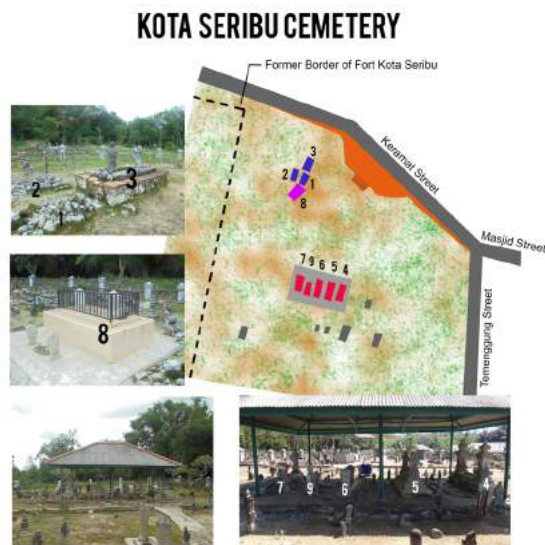 KOTA SERIBU CEMETERY
Former Border of Fort Kota Seribu
Keramat Street
Masjid Street
Temenggung Street
3
2
1
8
7 9 6 5 4
2
3
1
8
7 9 6 5 4